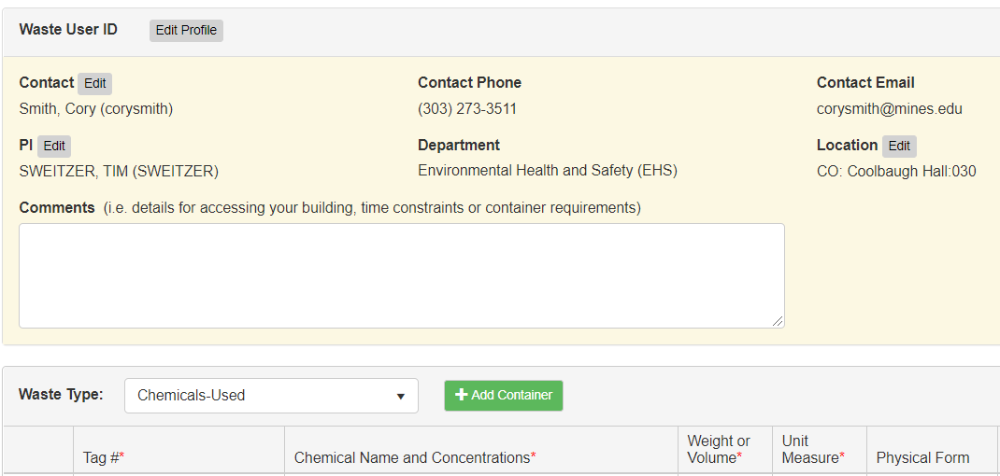 Waste User ID Edit Profile
Contact Edit Contact Phone Contact Email
Smith, Cory (corysmith) (303) 273-3511 corysmith@mines.edu
PI Edit Department Location Edit
SWEITZER, TIM (SWEITZER) Environmental Health and Safety (EHS) CO: Coolbaugh Hall:030
Comments (i.e. details for accessing your building, time constraints or container requirements)
Waste Type: Chemicals-Used Add Container
Tag #* Chemical Name and Concentrations* Weight or Volume* Unit Measure* Physical Form